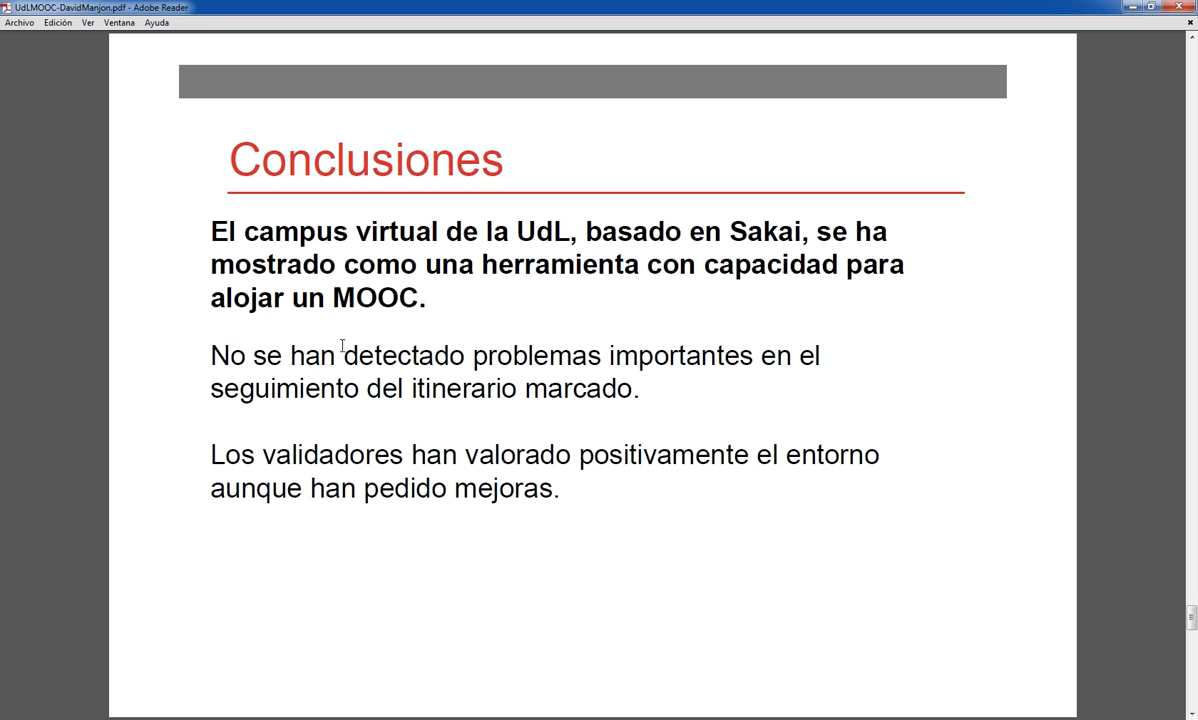 UdLMOOC-DavidManjon.pdf - Adobe Reader
Archivo Edición Ver Ventana Ayuda
Conclusiones
El campus virtual de la UdL, basado en Sakai, se ha
mostrado como una herramienta con capacidad para
alojar un MOOC.
No se han detectado problemas importantes en el
seguimiento del itinerario marcado.
Los validadores han valorado positivamente el entorno
aunque han pedido mejoras.